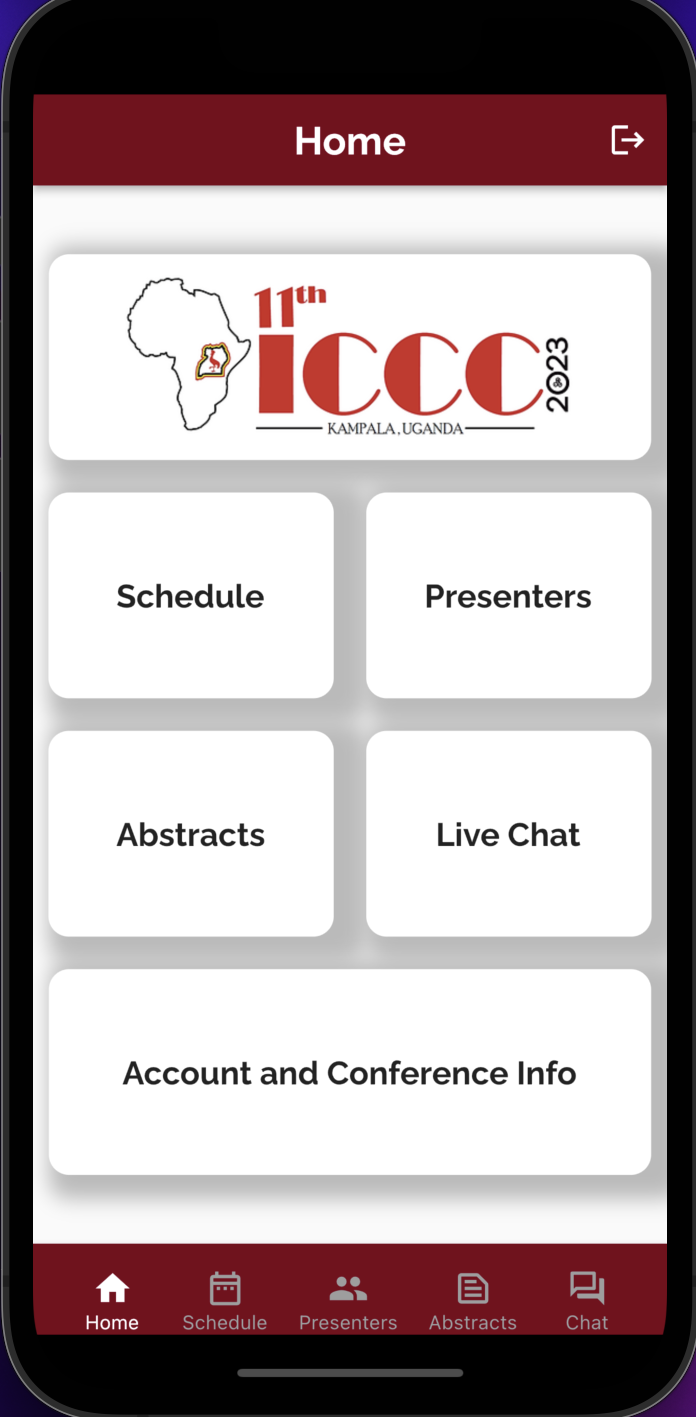 Home
11th
iCCC 2023
KAMPALA, UGANDA
Schedule
Presenters
Abstracts
Live Chat
Account and Conference Info
Home
Schedule
Presenters
Abstracts
Chat